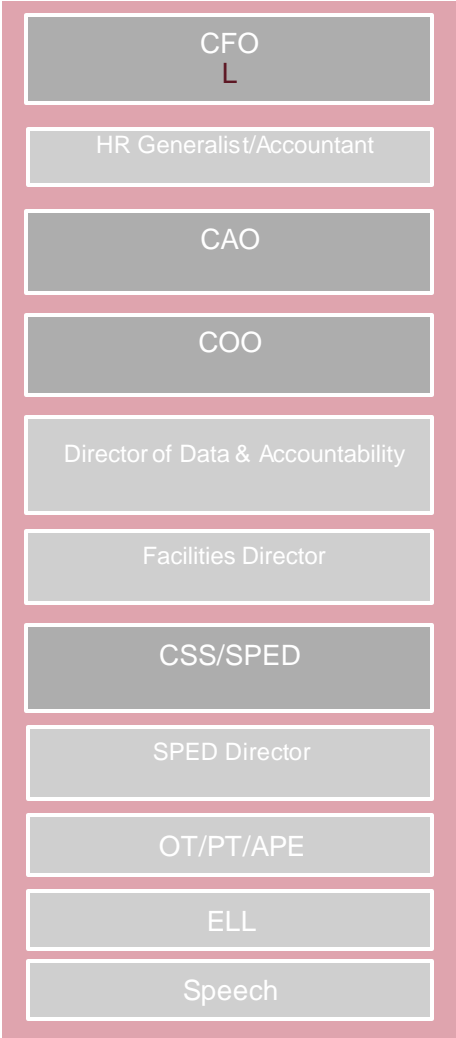 CFO
L
HR Generalist/Accountant
CAO
COO
Director of Data & Accountability
Facilities Director
CSS/SPED
SPED Director
OT/PT/APE
ELL
Speech